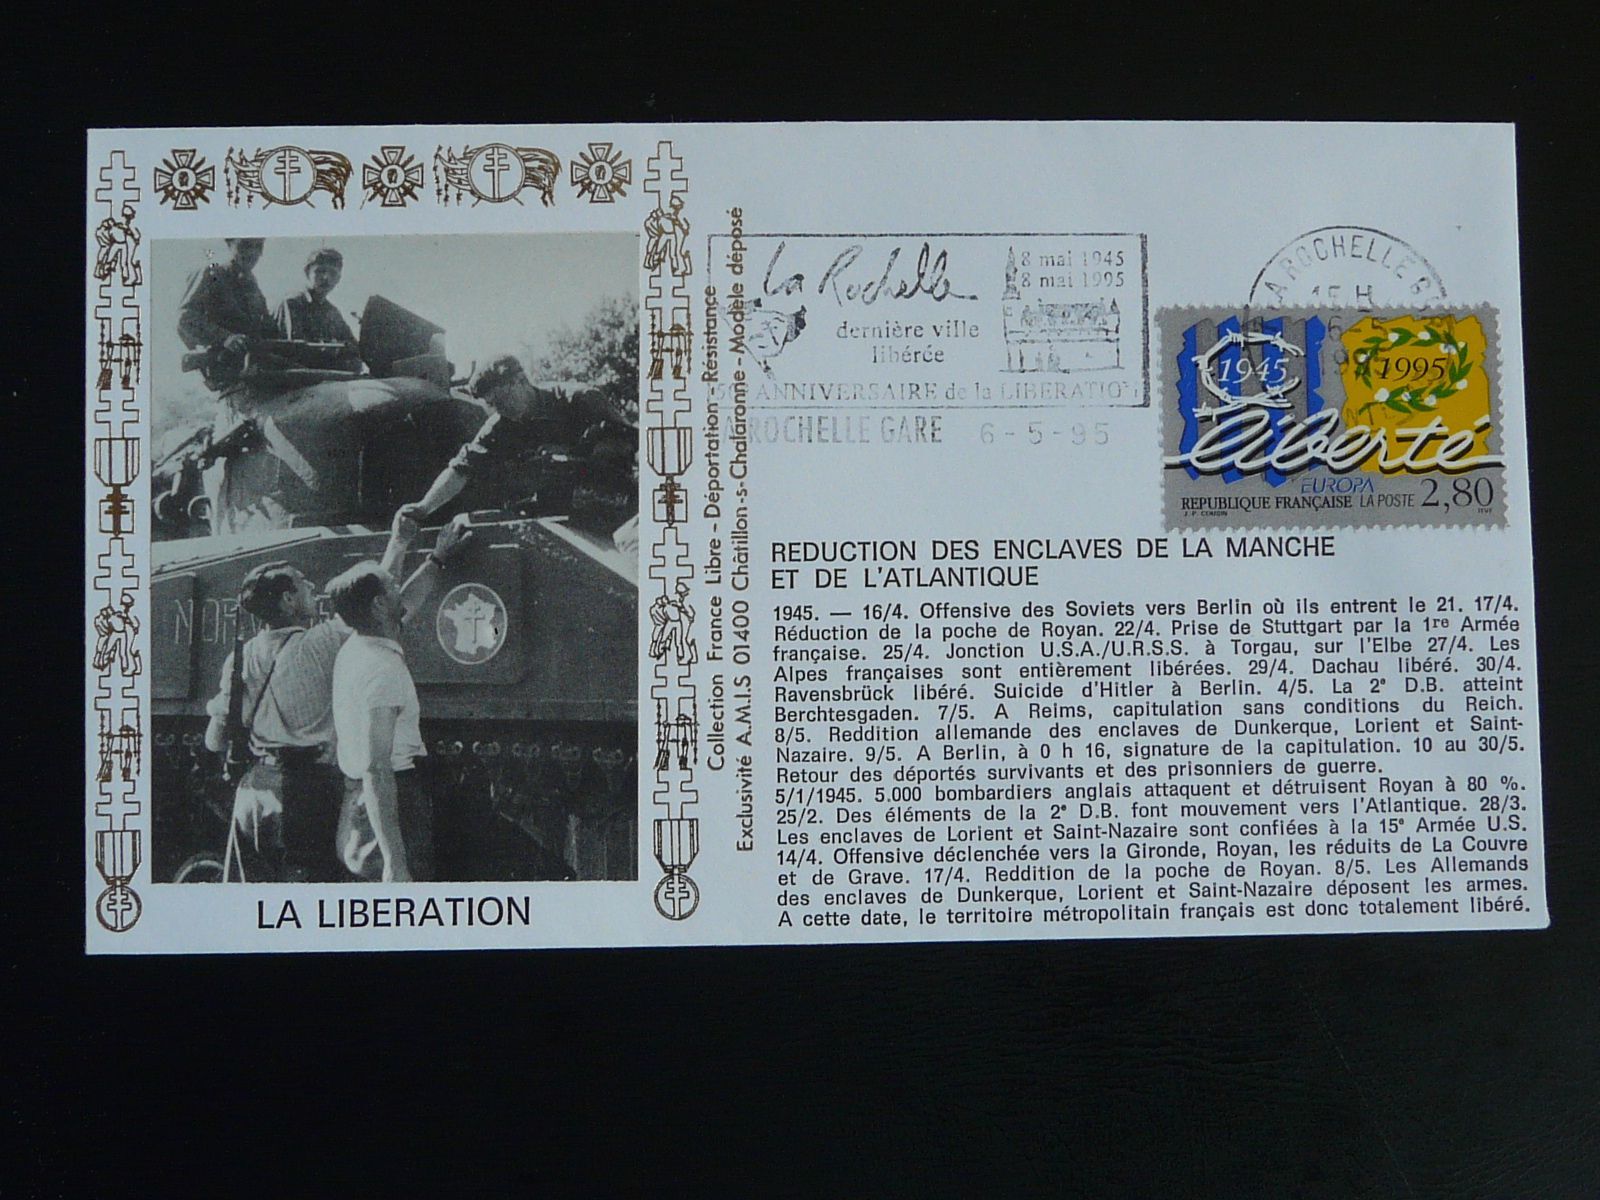 LA LIBERATION
Collection France Libre - Déportation - Résistance
Exclusivité A.M.I.S 01400 Châtillon-s-Chalaronne - Modèle déposé
La Rochelle
dernière ville
libérée
8 mai 1945
8 mai 1995
ANNIVERSAIRE de la LIBERATION
ROCHELLE GARE 6-5-95
ROCHELLE
1945
1995
liberté
EUROPA
REPUBLIQUE FRANÇAISE LA POSTE 2,80
REDUCTION DES ENCLAVES DE LA MANCHE
ET DE L'ATLANTIQUE
1945. — 16/4. Offensive des Soviets vers Berlin où ils entrent le 21. 17/4.
Réduction de la poche de Royan. 22/4. Prise de Stuttgart par la 1re Armée
française. 25/4. Jonction U.S.A./U.R.S.S. à Torgau, sur l'Elbe 27/4. Les
Alpes françaises sont entièrement libérées. 29/4. Dachau libéré. 30/4.
Ravensbrück libéré. Suicide d'Hitler à Berlin. 4/5. La 2e D.B. atteint
Berchtesgaden. 7/5. A Reims, capitulation sans conditions du Reich.
8/5. Reddition allemande des enclaves de Dunkerque, Lorient et Saint-
Nazaire. 9/5. A Berlin, à 0 h 16, signature de la capitulation. 10 au 30/5.
Retour des déportés survivants et des prisonniers de guerre.
5/1/1945. 5.000 bombardiers anglais attaquent et détruisent Royan à 80 %.
25/2. Des éléments de la 2e D.B. font mouvement vers l'Atlantique. 28/3.
Les enclaves de Lorient et Saint-Nazaire sont confiées à la 15e Armée U.S.
14/4. Offensive déclenchée vers la Gironde, Royan, les réduits de La Couvre
et de Grave. 17/4. Reddition de la poche de Royan. 8/5. Les Allemands
des enclaves de Dunkerque, Lorient et Saint-Nazaire déposent les armes.
A cette date, le territoire métropolitain français est donc totalement libéré.